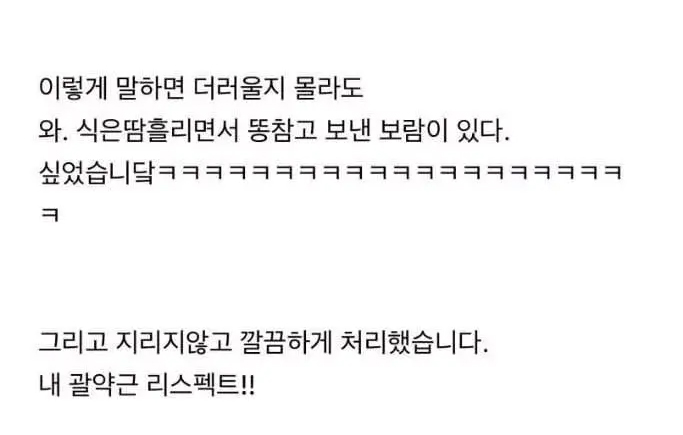 이렇게 말하면 더러울지 몰라도
와. 식은땀흘리면서 똥참고 보낸 보람이 있다.
싶었습니닼ㅋㅋㅋㅋㅋㅋㅋㅋㅋㅋㅋㅋㅋㅋㅋㅋㅋㅋㅋㅋ
ㅋ
그리고 지리지않고 깔끔하게 처리했습니다.
내 괄약근 리스펙트!!